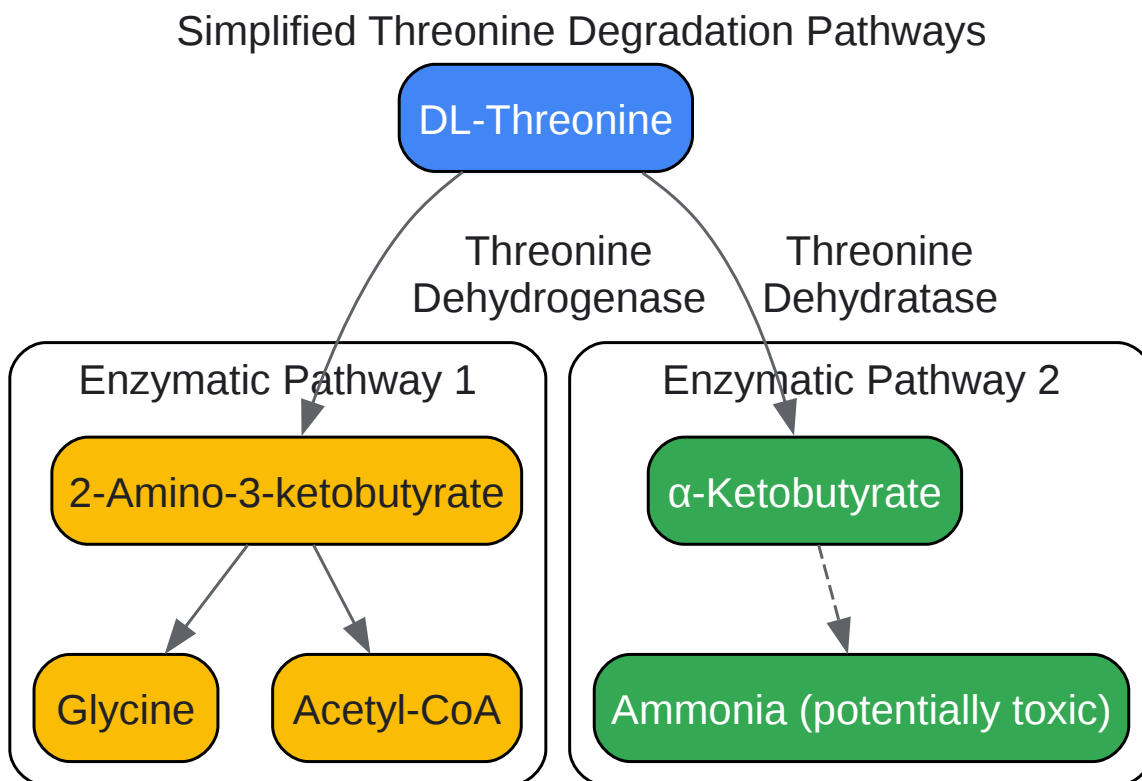 Simplified Threonine Degradation Pathways
DL-Threonine
Threonine
Dehydrogenase
Threonine
Dehydratase
Enzymatic Pathway 1
2-Amino-3-ketobutyrate
Glycine
Acetyl-CoA
Enzymatic Pathway 2
α-Ketobutyrate
Ammonia (potentially toxic)